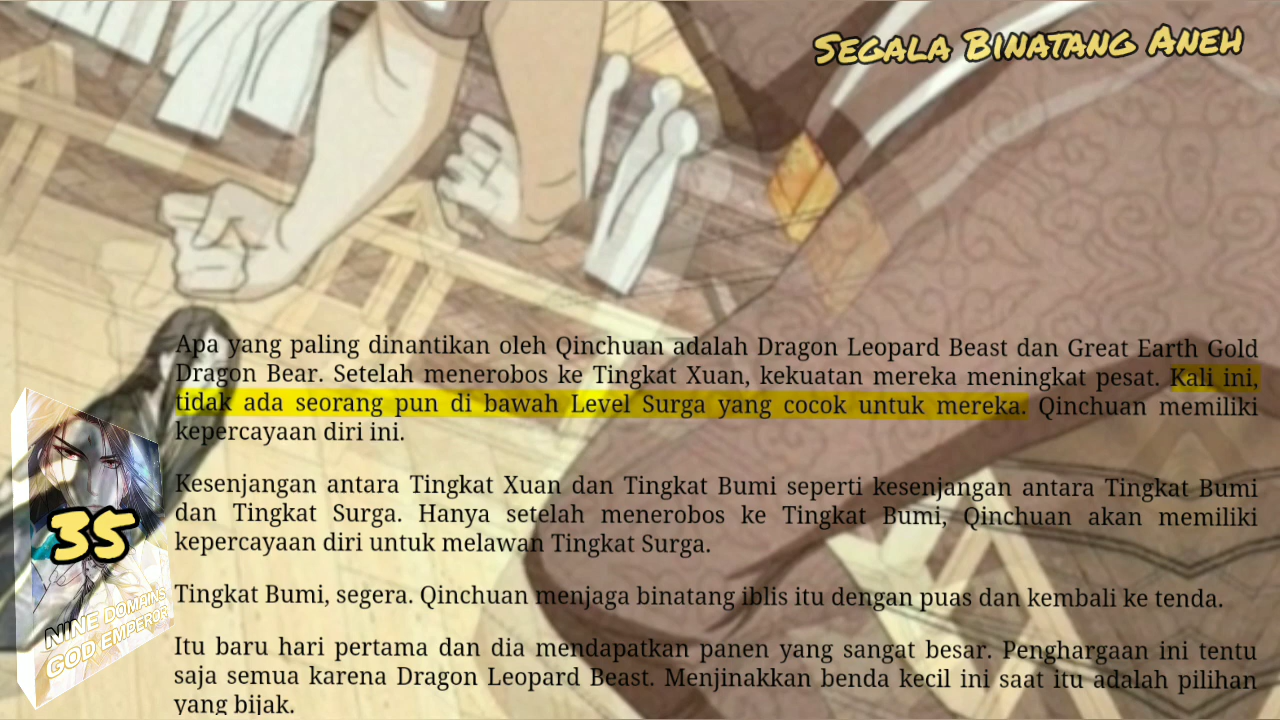 Segala Binatang Aneh
Apa yang paling dinantikan oleh Qinchuan adalah Dragon Leopard Beast dan Great Earth Gold
Dragon Bear. Setelah menerobos ke Tingkat Xuan, kekuatan mereka meningkat pesat. Kali ini,
tidak ada seorang pun di bawah Level Surga yang cocok untuk mereka. Qinchuan memiliki
kepercayaan diri ini.
Kesenjangan antara Tingkat Xuan dan Tingkat Bumi seperti kesenjangan antara Tingkat Bumi
dan Tingkat Surga. Hanya setelah menerobos ke Tingkat Bumi, Qinchuan akan memiliki
kepercayaan diri untuk melawan Tingkat Surga.
Tingkat Bumi, segera. Qinchuan menjaga binatang iblis itu dengan puas dan kembali ke tenda.
Itu baru hari pertama dan dia mendapatkan panen yang sangat besar. Penghargaan ini tentu
saja semua karena Dragon Leopard Beast. Menjinakkan benda kecil ini saat itu adalah pilihan
yang bijak.
35
NINE DOMAINS
GOD EMPEROR